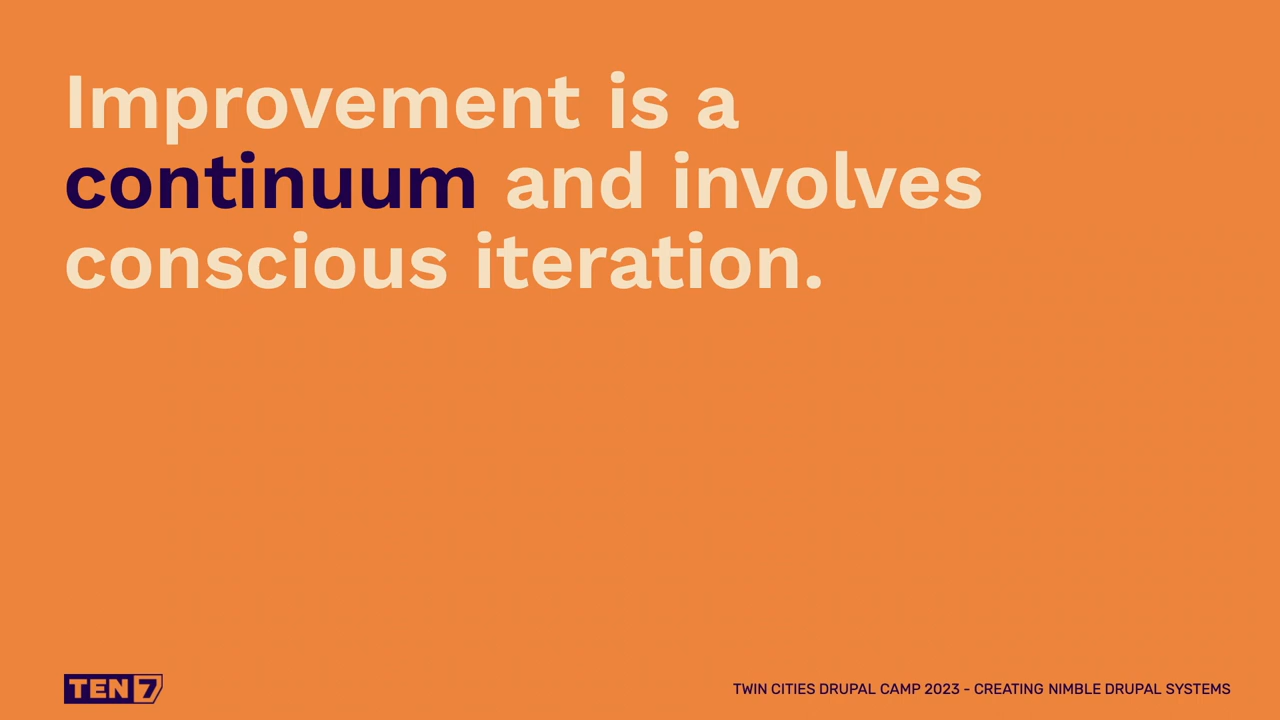 Improvement is a
continuum and involves
conscious iteration.
TEN7
TWIN CITIES DRUPAL CAMP 2023 - CREATING NIMBLE DRUPAL SYSTEMS